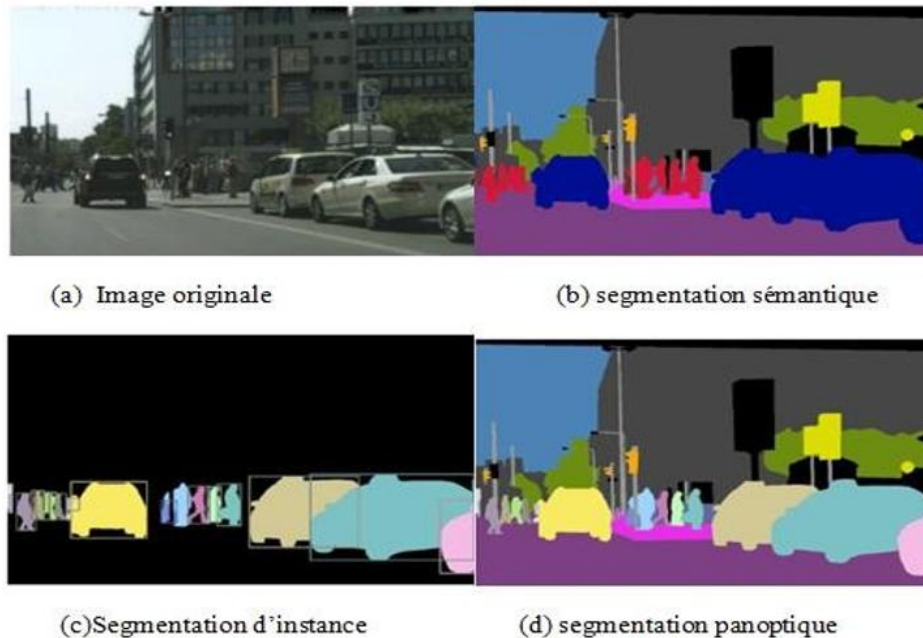 (a) Image originale
(b) segmentation sémantique
(c)Segmentation d'instance
(d) segmentation panoptique